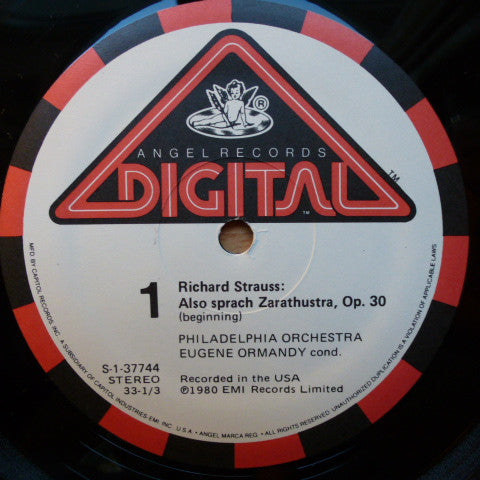 ®
ANGEL RECORDS
DIGITAL
™
TM
1
Richard Strauss:
Also sprach Zarathustra, Op. 30
(beginning)
PHILADELPHIA ORCHESTRA
EUGENE ORMANDY cond.
S-1-37744
STEREO
33-1/3
Recorded in the USA
℗1980 EMI Records Limited
MFD. BY CAPITOL RECORDS, INC. A SUBSIDIARY OF CAPITOL INDUSTRIES-EMI, INC. U.S.A. • ANGEL MARCA REG. • ALL RIGHTS RESERVED. UNAUTHORIZED DUPLICATION IS A VIOLATION OF APPLICABLE LAWS